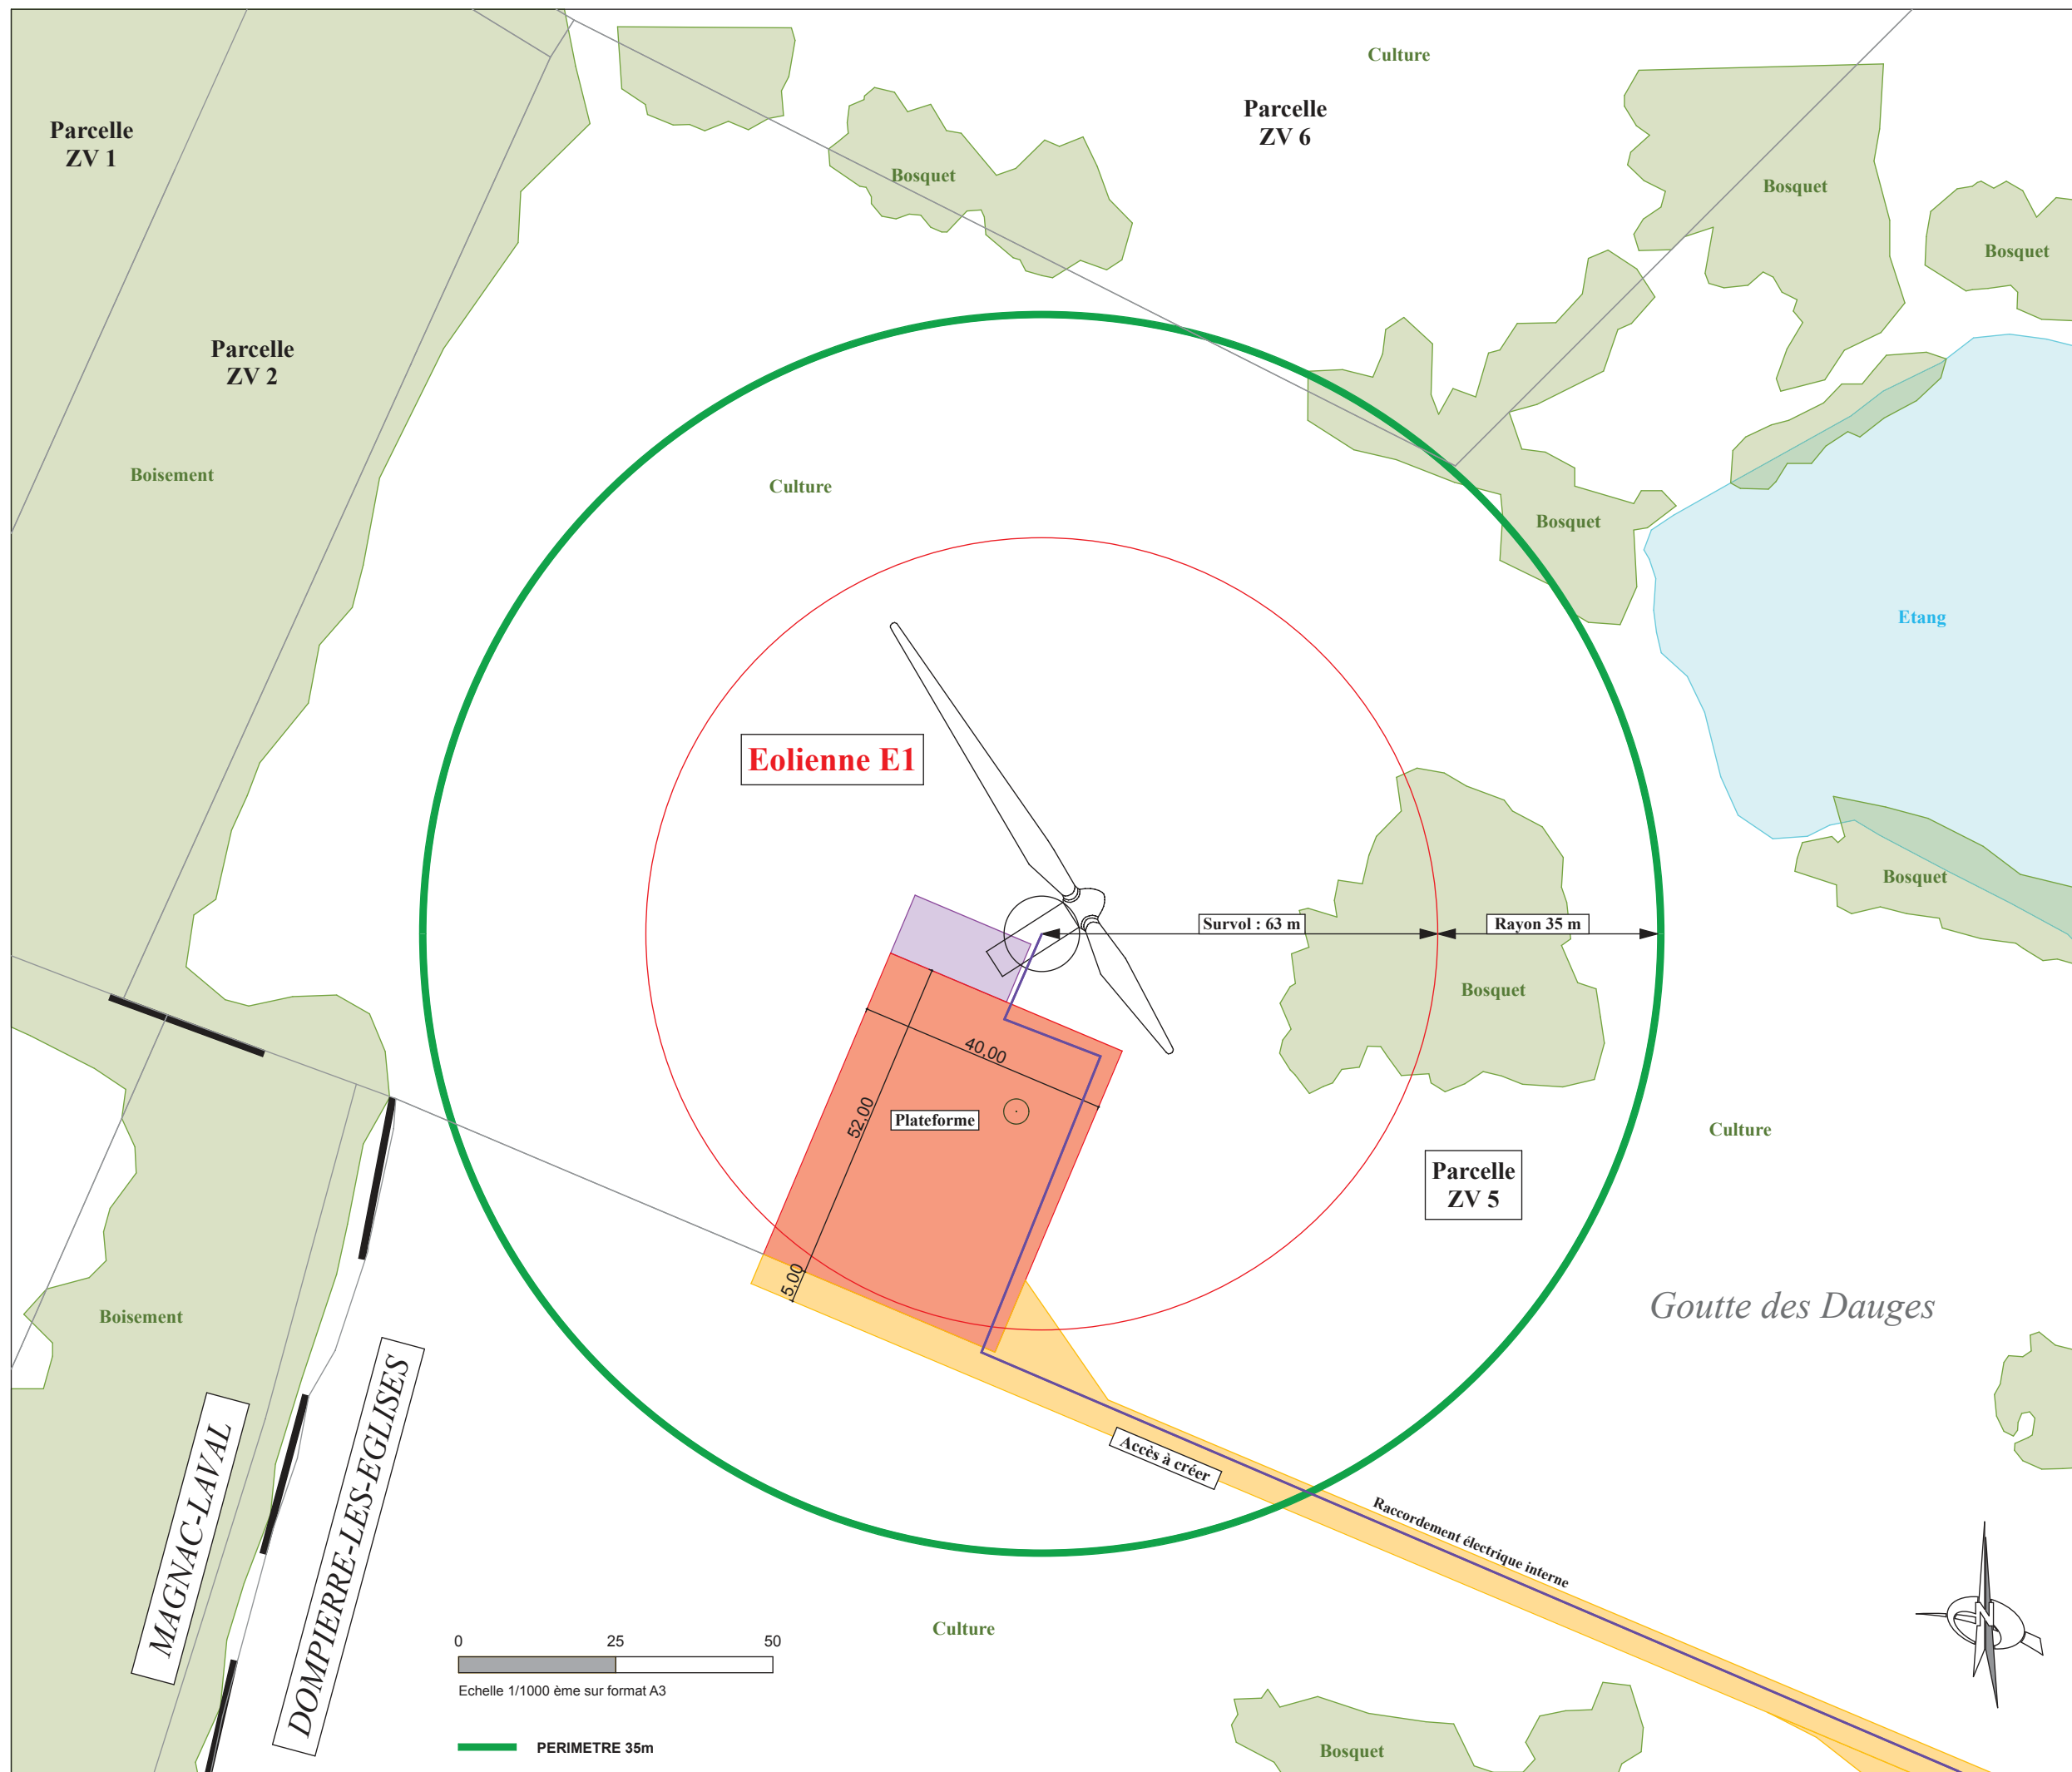 Culture
Parcelle
ZV 6
Parcelle
ZV 1
Bosquet
Bosquet
Bosquet
Parcelle
ZV 2
Boisement
Culture
Bosquet
Etang
Eolienne E1
Bosquet
Survol : 63 m
Rayon 35 m
Bosquet
40,00
52,00
Plateforme
Culture
Parcelle
ZV 5
5,00
Goutte des Dauges
Boisement
MAGNAC-LAVAL
DOMPIERRE-LES-EGLISES
Accès à créer
Raccordement électrique interne
N
Culture
0 25 50
Echelle 1/1000 ème sur format A3
PERIMETRE 35m
Bosquet